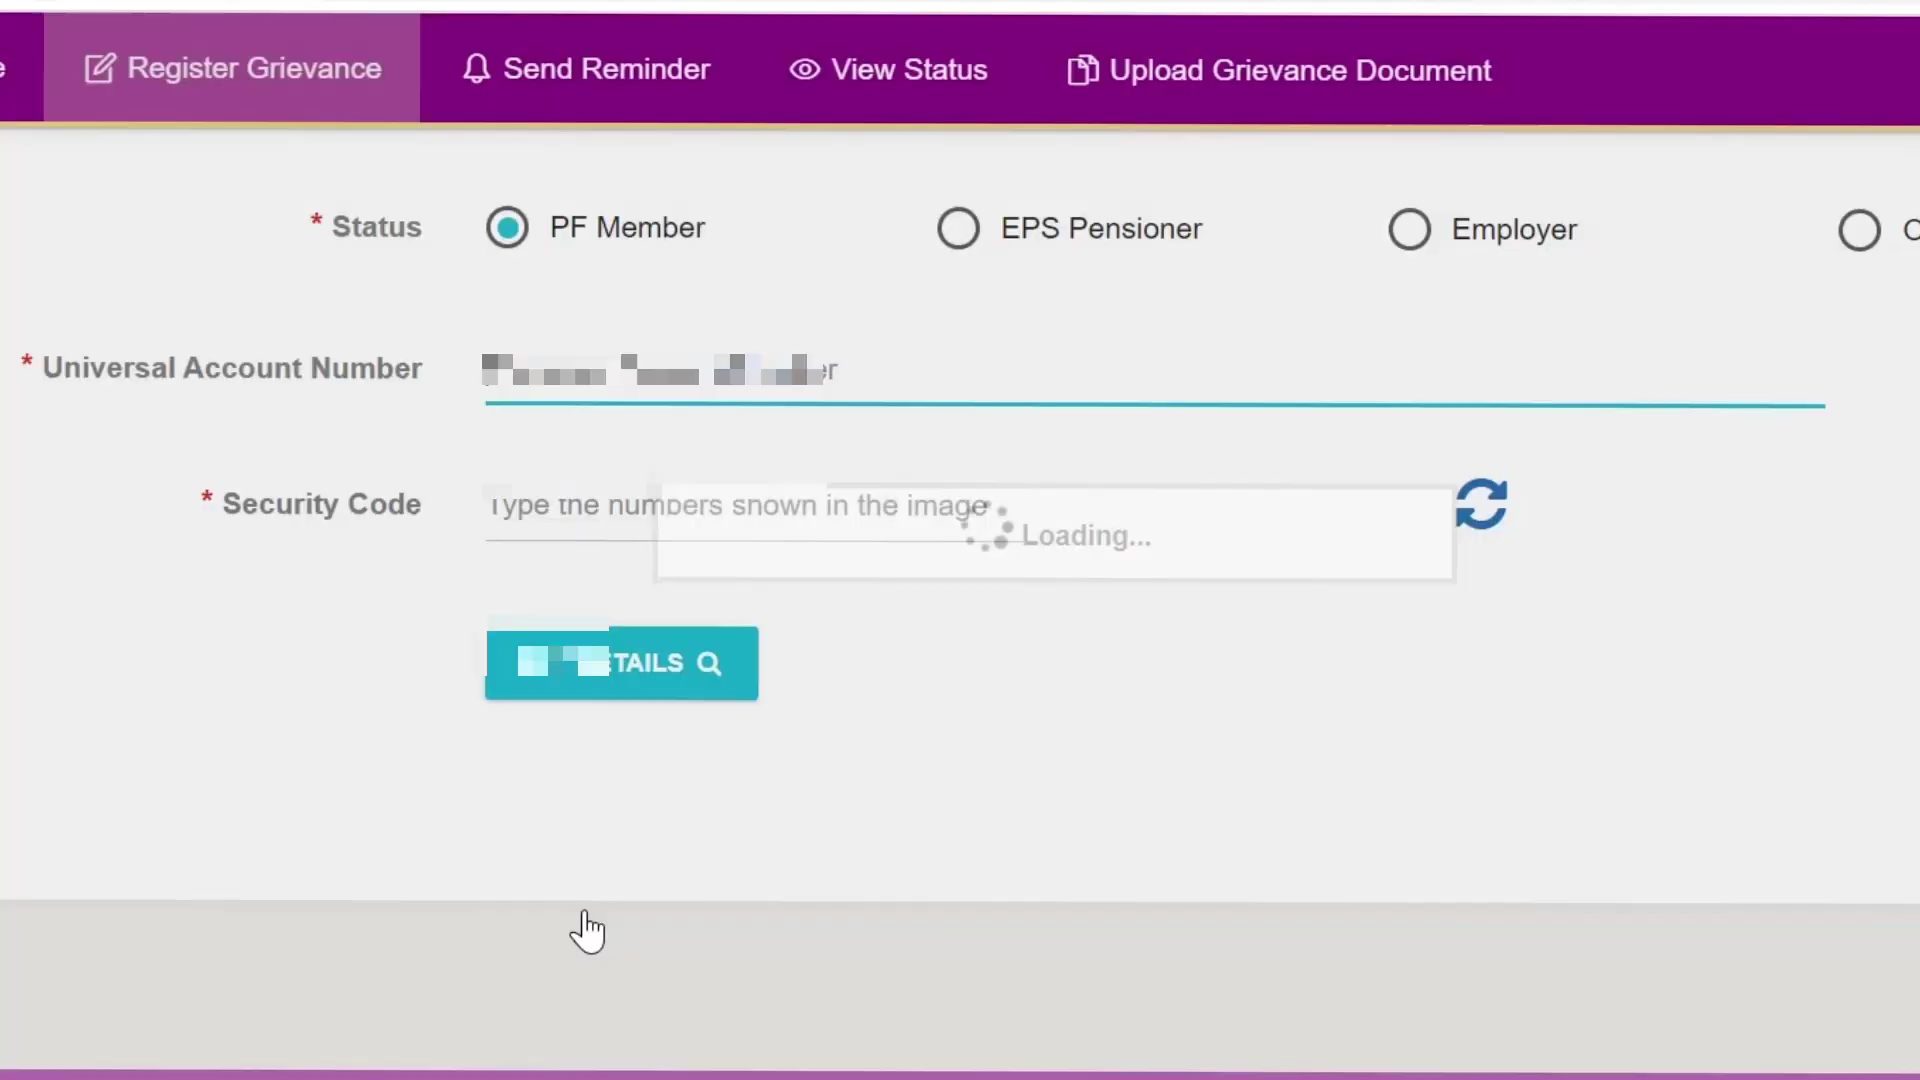 Register Grievance Send Reminder View Status Upload Grievance Document
* Status PF Member EPS Pensioner Employer
* Universal Account Number
* Security Code Type the numbers shown in the image
Loading...